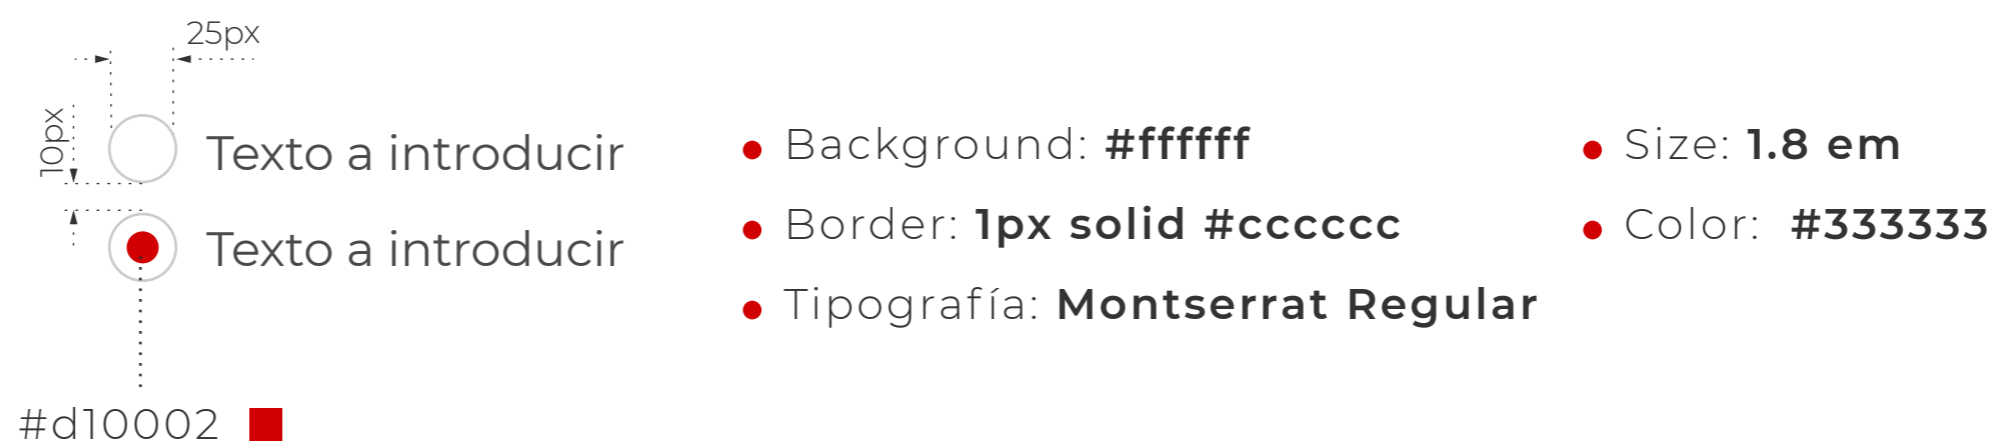 25px
10px
Texto a introducir
Texto a introducir
#d10002
Background: #ffffff
Border: 1px solid #cccccc
Tipografía: Montserrat Regular
Size: 1.8 em
Color: #333333